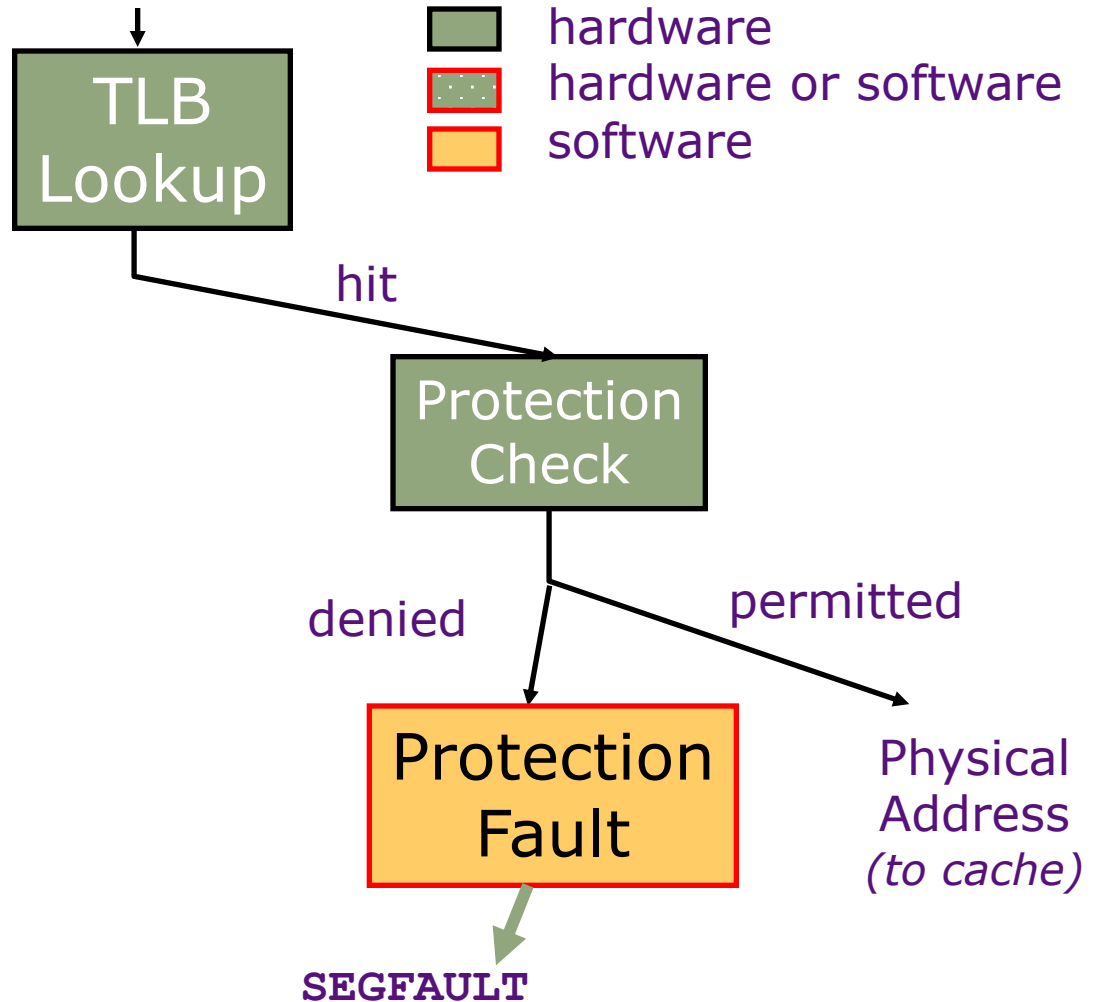 hardware
hardware or software
software
TLB
Lookup
hit
Protection
Check
denied
permitted
Protection
Fault
Physical
Address
(to cache)
SEGFAULT